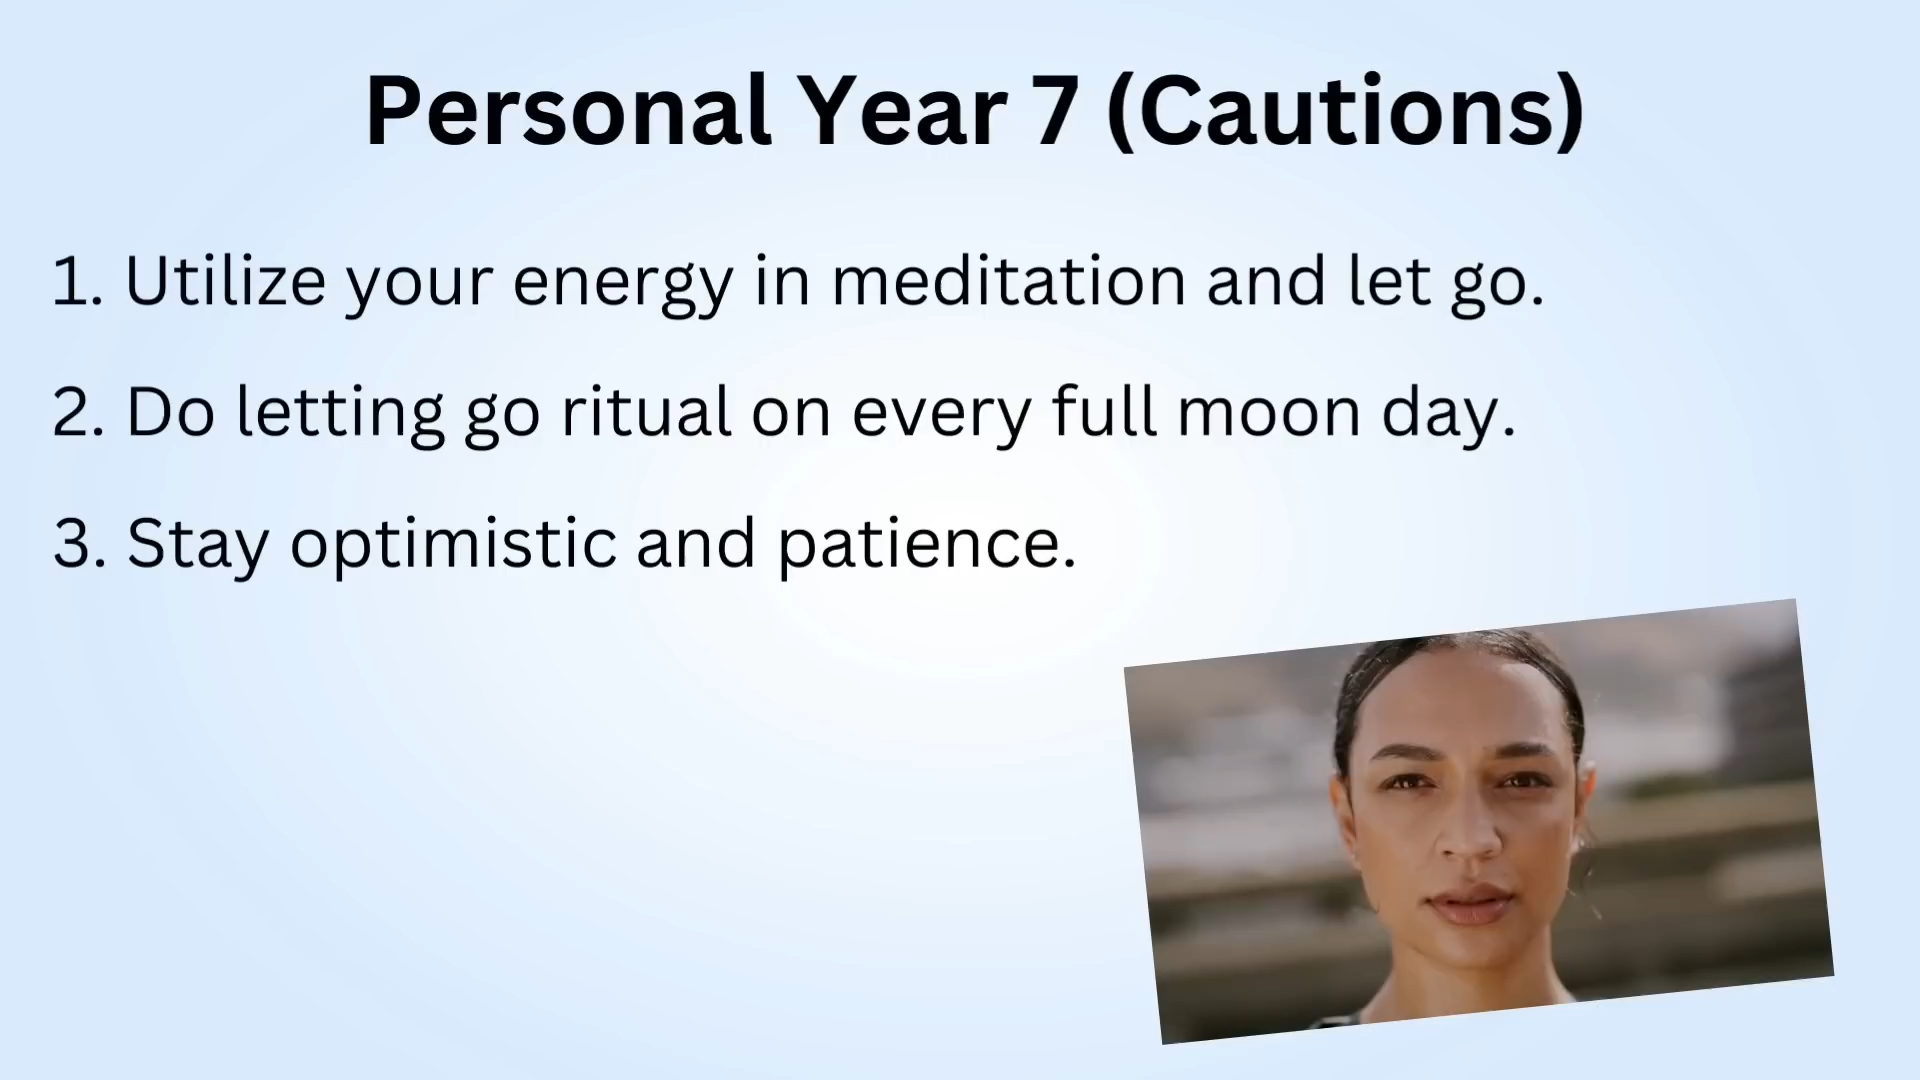 Personal Year 7 (Cautions)
1. Utilize your energy in meditation and let go.
2. Do letting go ritual on every full moon day.
3. Stay optimistic and patience.